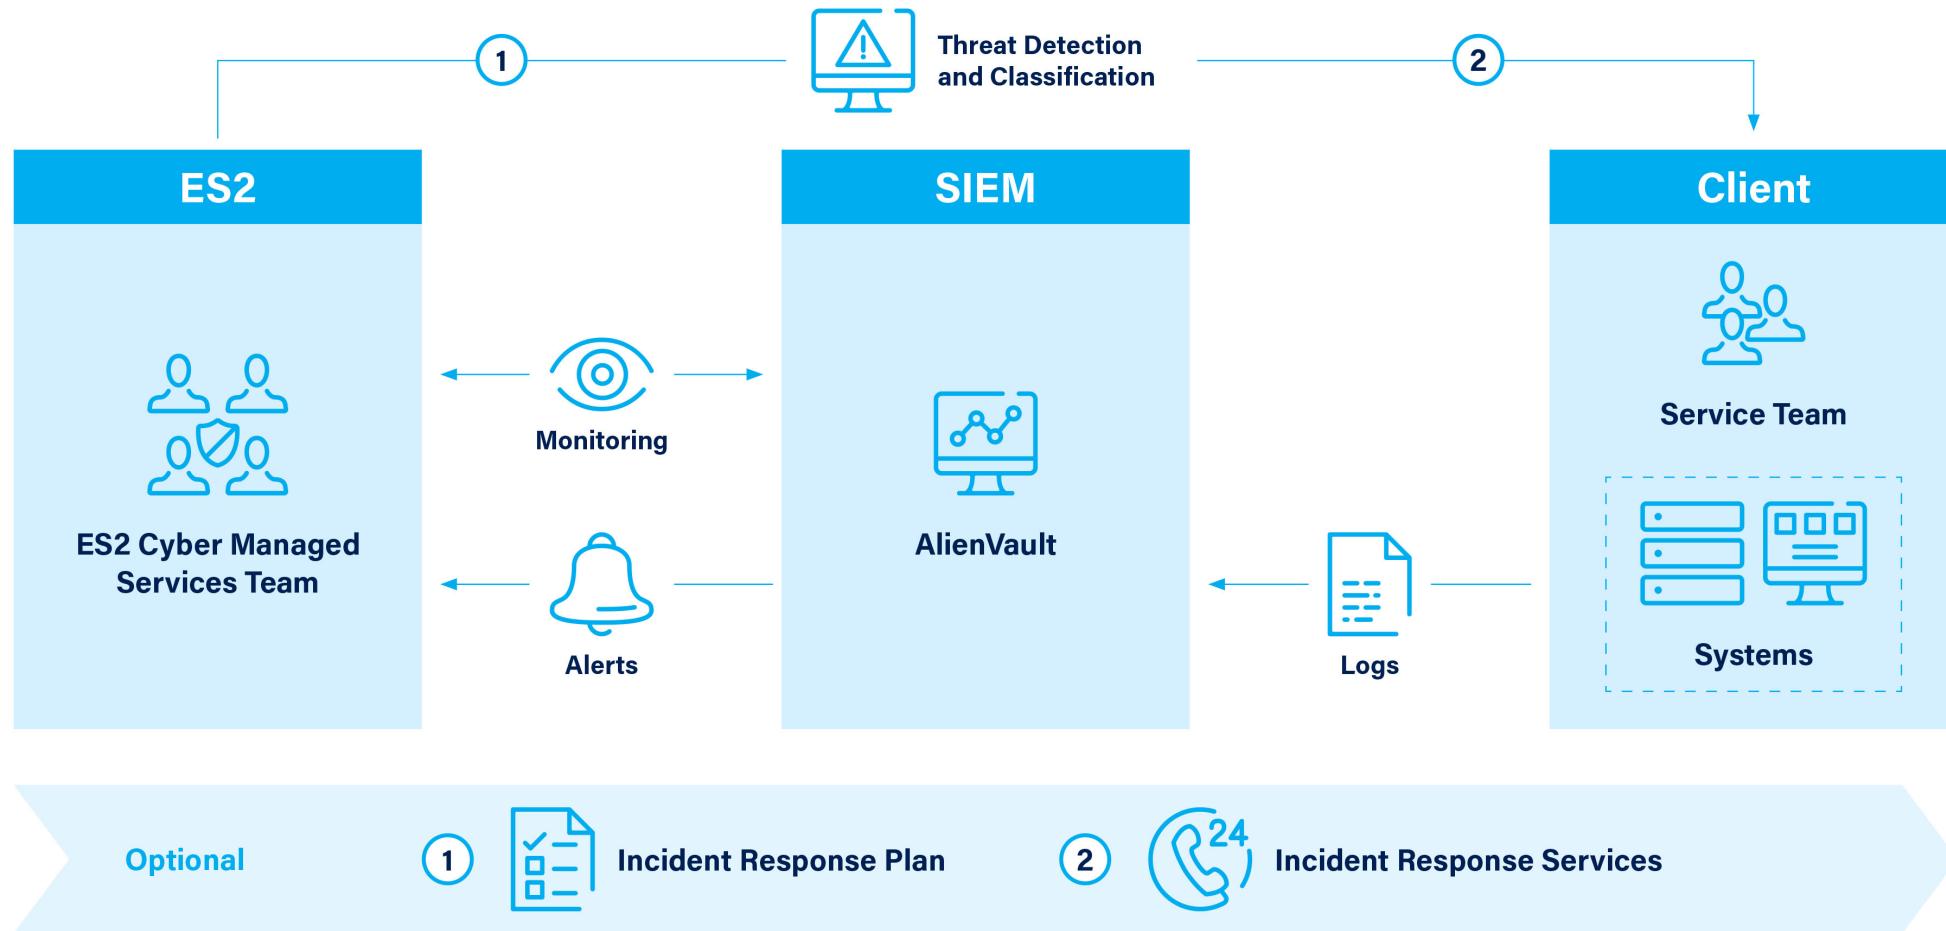 1
Threat Detection
and Classification
2
ES2
SIEM
Client
Monitoring
Service Team
ES2 Cyber Managed
Services Team
AlienVault
Alerts
Logs
Systems
Optional
1
Incident Response Plan
2
24
Incident Response Services